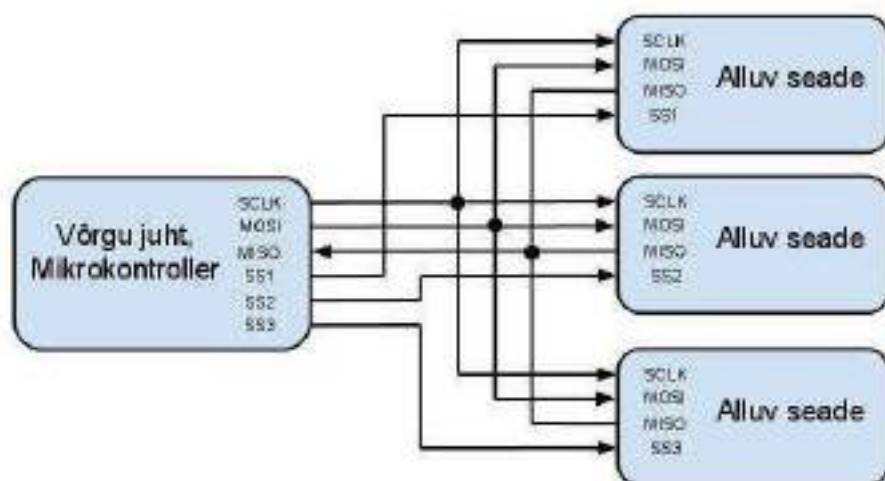 SCLK
MOSI
MISO
SS1
Alluv seade
Võrgu juht,
Mikrokontroller
SCLK
MOSI
MISO
SS1
SS2
SS3
SCLK
MOSI
MISO
SS2
Alluv seade
SCLK
MOSI
MISO
SS3
Alluv seade